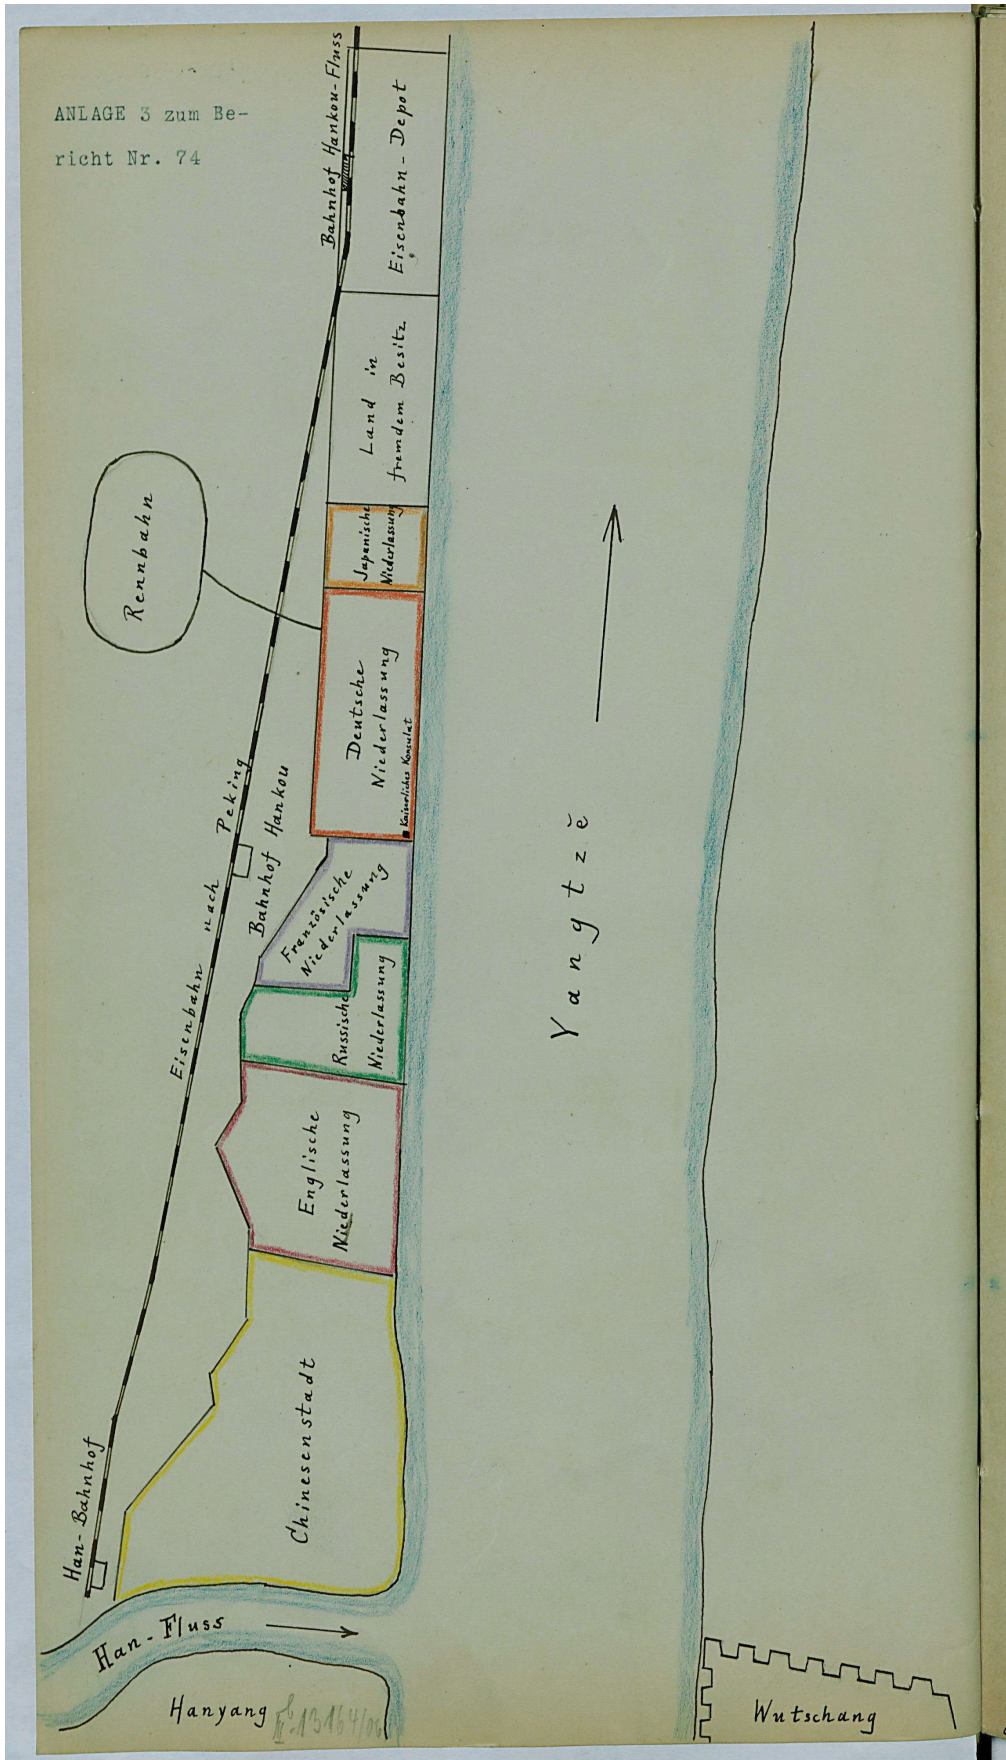 ANLAGE 3 zum Be-
richt Nr. 74
Bahnhof Hankou-Fluss
Eisenbahn-Depot
Land in
fremdem Besitz.
Rennbahn
Japanische
Niederlassung
Deutsche
Niederlassung
Kaiserliches Konsulat
Eisenbahn nach Peking
Bahnhof Hankou
Französische
Niederlassung
Russische
Niederlassung
Yangtzě
Englische
Niederlassung
Chinesenstadt
Han-Bahnhof
Han-Fluss
Hanyang
Wutschang